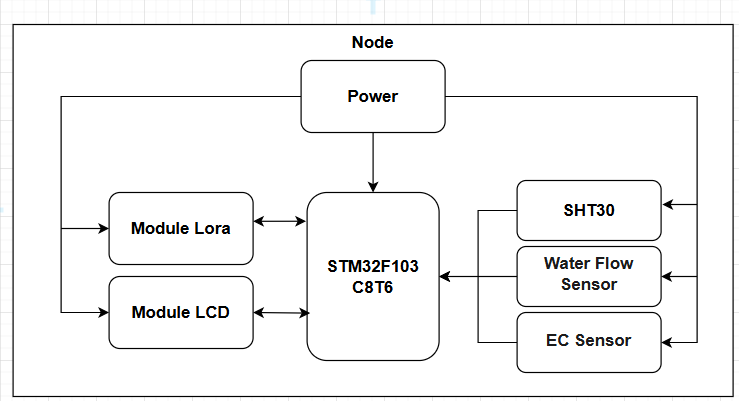 Node
Power
Module Lora
Module LCD
STM32F103
C8T6
SHT30
Water Flow
Sensor
EC Sensor